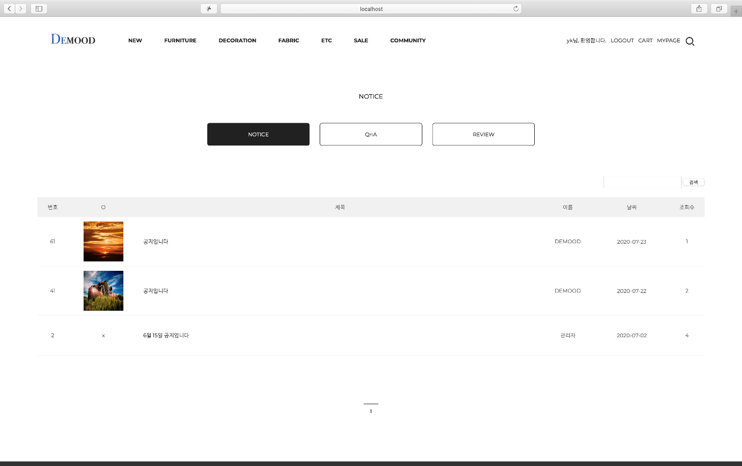 localhost
DEMOOD NEW FURNITURE DECORATION FABRIC ETC SALE COMMUNITY yk님, 환영합니다. LOGOUT CART MYPAGE
NOTICE
NOTICE QnA REVIEW
검색
번호 제목 이름 날짜 조회수
61 공지입니다 DEMOOD 2020-07-23 1
41 공지입니다 DEMOOD 2020-07-22 2
2 x 6월 15일 공지입니다 관리자 2020-07-02 4
1